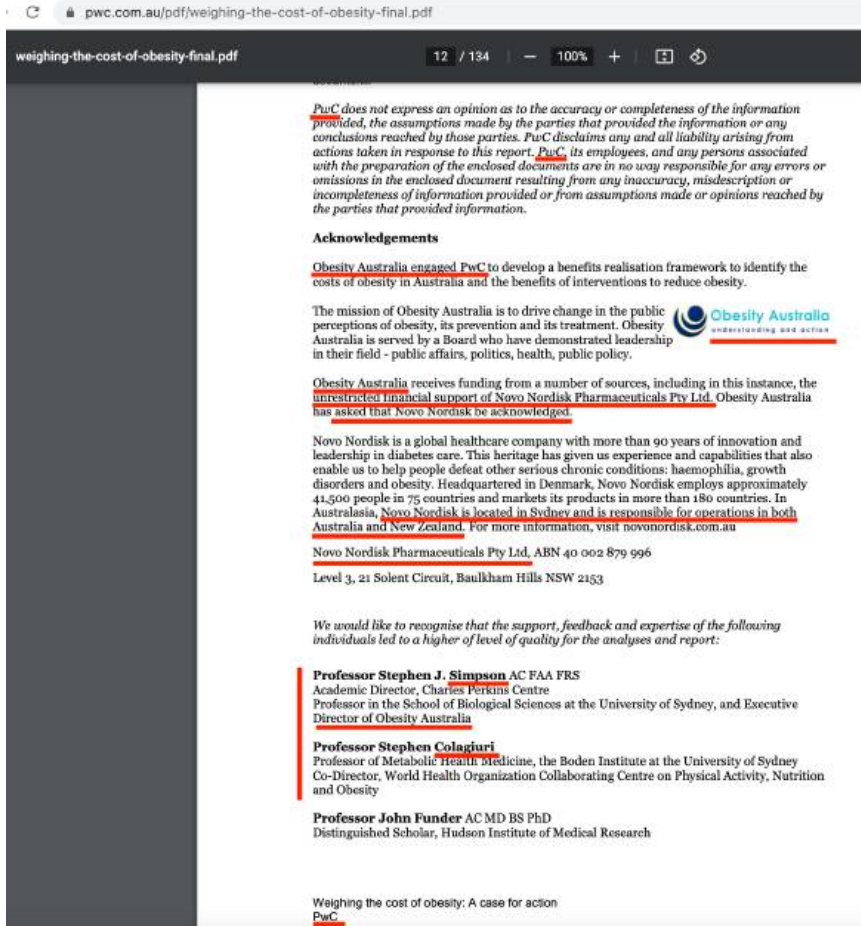 pwc.com.au/pdf/weighing-the-cost-of-obesity-final.pdf
weighing-the-cost-of-obesity-final.pdf
12 / 134
100%
PwC does not express an opinion as to the accuracy or completeness of the information
provided, the assumptions made by the parties that provided the information or any
conclusions reached by those parties. PwC disclaims any and all liability arising from
actions taken in response to this report. PwC, its employees, and any persons associated
with the preparation of the enclosed documents are in no way responsible for any errors or
omissions in the enclosed document resulting from any inaccuracy, misdescription or
incompleteness of information provided or from assumptions made or opinions reached by
the parties that provided information.
Acknowledgements
Obesity Australia engaged PwC to develop a benefits realisation framework to identify the
costs of obesity in Australia and the benefits of interventions to reduce obesity.
The mission of Obesity Australia is to drive change in the public
perceptions of obesity, its prevention and its treatment. Obesity
Australia is served by a Board who have demonstrated leadership
in their field - public affairs, politics, health, public policy.
Obesity Australia
understanding and action
Obesity Australia receives funding from a number of sources, including in this instance, the
unrestricted financial support of Novo Nordisk Pharmaceuticals Pty Ltd. Obesity Australia
has asked that Novo Nordisk be acknowledged.
Novo Nordisk is a global healthcare company with more than 90 years of innovation and
leadership in diabetes care. This heritage has given us experience and capabilities that also
enable us to help people defeat other serious chronic conditions: haemophilia, growth
disorders and obesity. Headquartered in Denmark, Novo Nordisk employs approximately
41,500 people in 75 countries and markets its products in more than 180 countries. In
Australasia, Novo Nordisk is located in Sydney and is responsible for operations in both
Australia and New Zealand. For more information, visit novonordisk.com.au
Novo Nordisk Pharmaceuticals Pty Ltd, ABN 40 002 879 996
Level 3, 21 Solent Circuit, Baulkham Hills NSW 2153
We would like to recognise that the support, feedback and expertise of the following
individuals led to a higher of level of quality for the analyses and report:
Professor Stephen J. Simpson AC FAA FRS
Academic Director, Charles Perkins Centre
Professor in the School of Biological Sciences at the University of Sydney, and Executive
Director of Obesity Australia
Professor Stephen Colagiuri
Professor of Metabolic Health Medicine, the Boden Institute at the University of Sydney
Co-Director, World Health Organization Collaborating Centre on Physical Activity, Nutrition
and Obesity
Professor John Funder AC MD BS PhD
Distinguished Scholar, Hudson Institute of Medical Research
Weighing the cost of obesity: A case for action
PwC